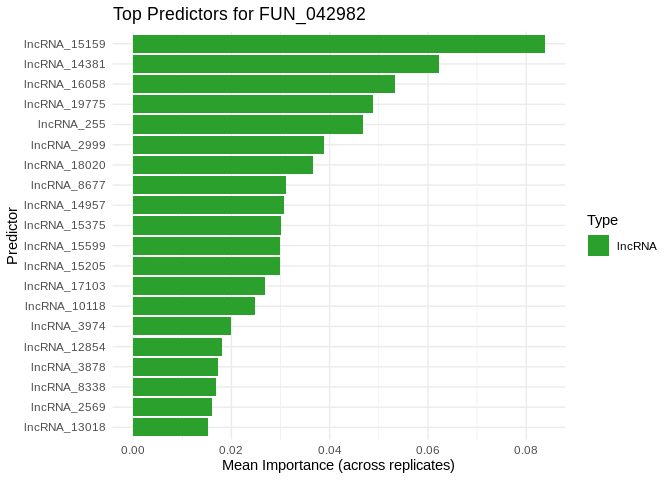 Top Predictors for FUN_042982
Predictor
lncRNA_15159
lncRNA_14381
lncRNA_16058
lncRNA_19775
lncRNA_255
lncRNA_2999
lncRNA_18020
lncRNA_8677
lncRNA_14957
lncRNA_15375
lncRNA_15599
lncRNA_15205
lncRNA_17103
lncRNA_10118
lncRNA_3974
lncRNA_12854
lncRNA_3878
lncRNA_8338
lncRNA_2569
lncRNA_13018
0.00 0.02 0.04 0.06 0.08
Mean Importance (across replicates)
Type
lncRNA